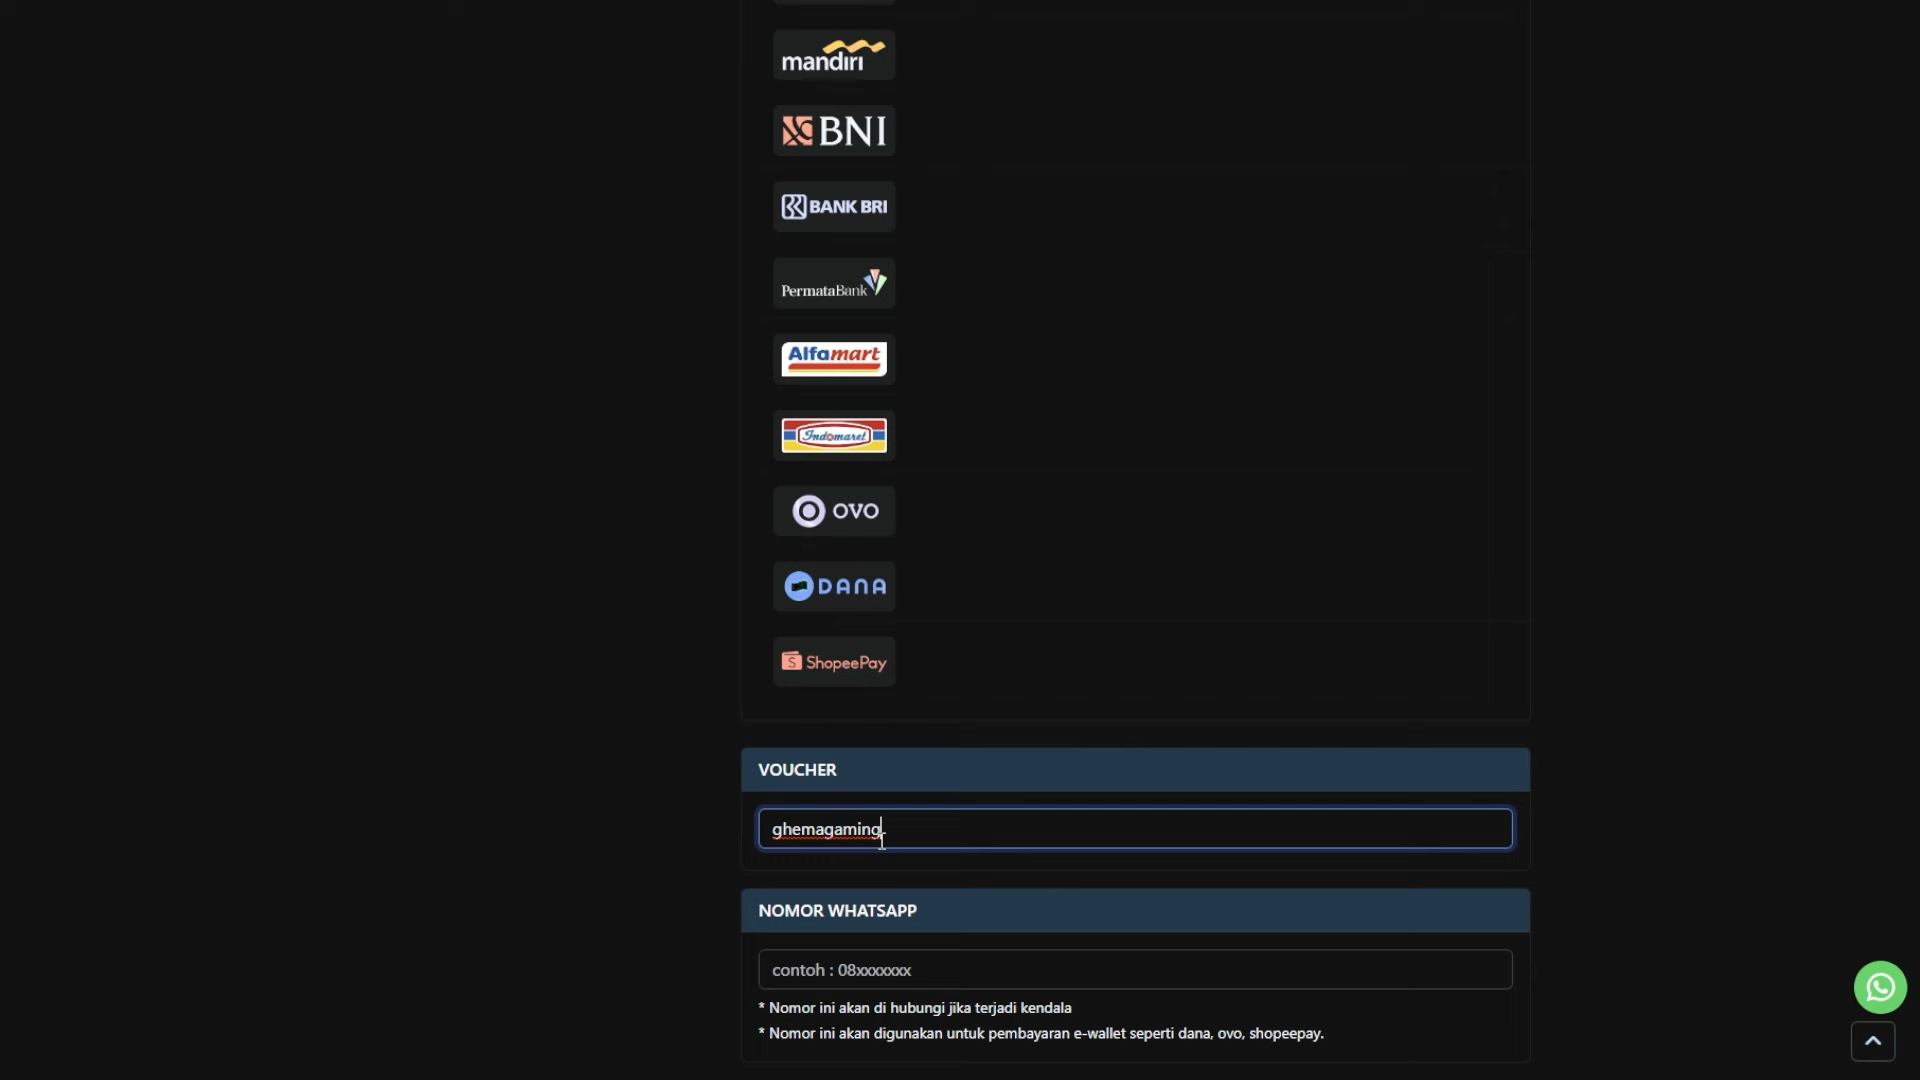 mandiri
BNI
BANK BRI
PermataBank
Alfamart
Indomaret
OVO
DANA
S ShopeePay
VOUCHER
ghemagaming
NOMOR WHATSAPP
contoh : 08xxxxxxx
* Nomor ini akan di hubungi jika terjadi kendala
* Nomor ini akan digunakan untuk pembayaran e-wallet seperti dana, ovo, shopeepay.